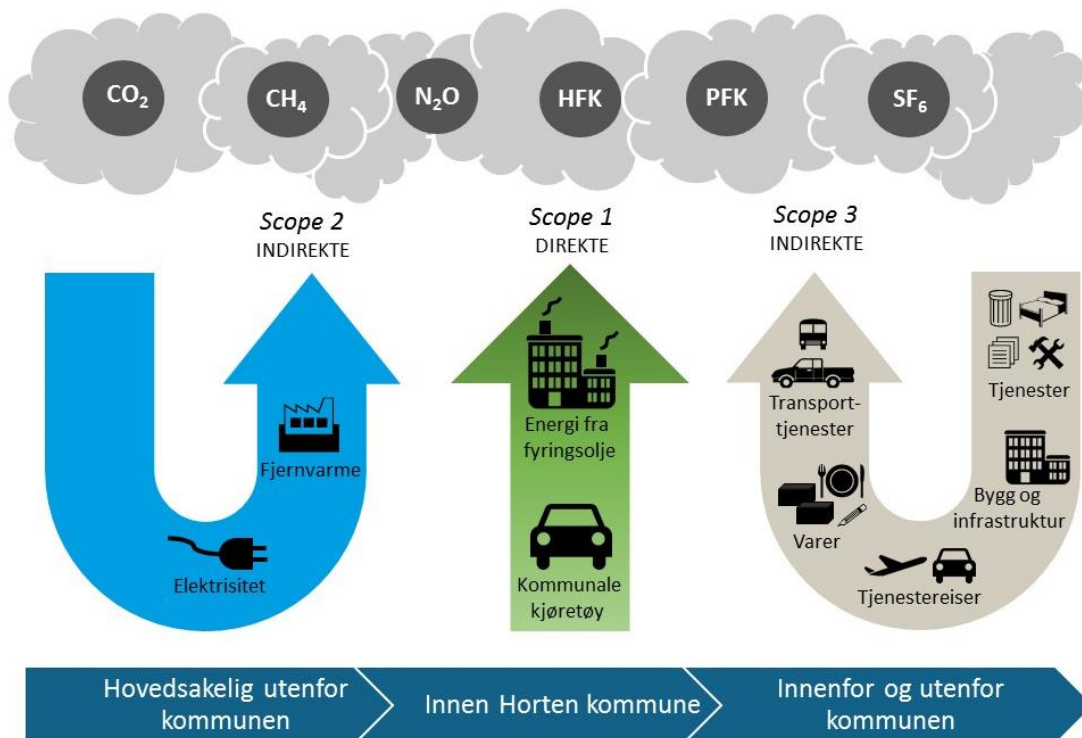 CO₂
CH₄
N₂O
HFK
PFK
SF₆
Scope 2
INDIREKTE
Scope 1
DIREKTE
Scope 3
INDIREKTE
Fjernvarme
Elektrisitet
Energi fra
fyringsolje
Kommunale
kjøretøy
Transport-
tjenester
Varer
Tjenestereiser
Bygg og
infrastruktur
Tjenester
Hovedsakelig utenfor
kommunen
Innen Horten kommune
Innenfor og utenfor
kommunen